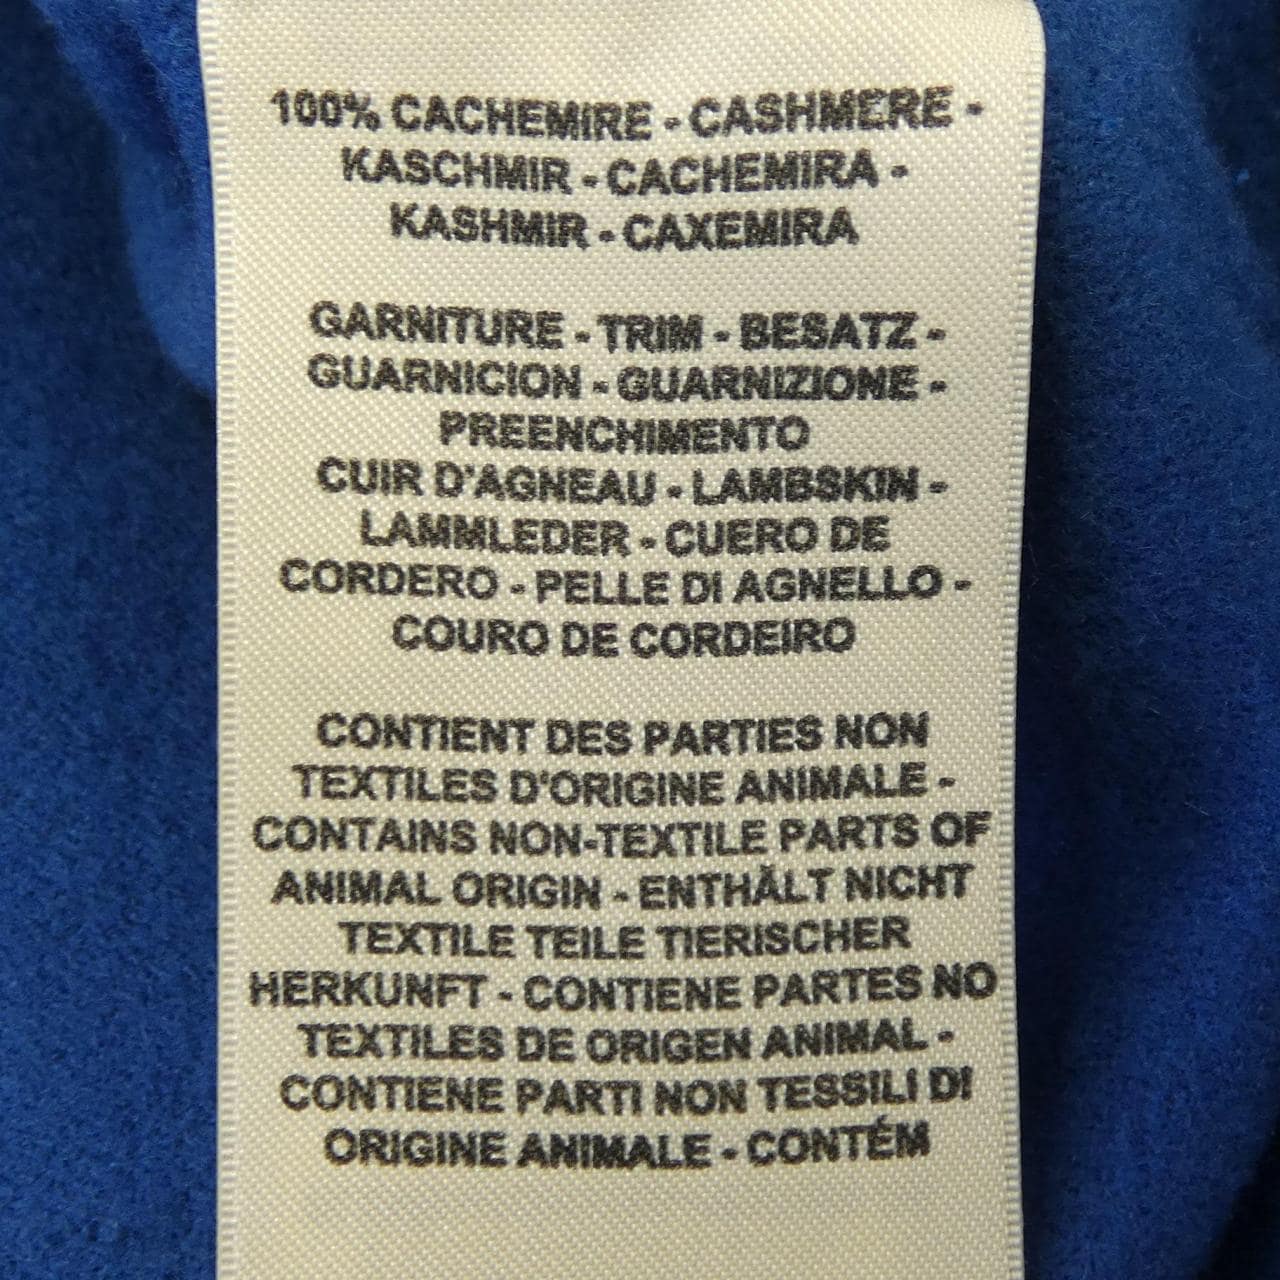 100% CACHEMIRE - CASHMERE -
KASCHMIR - CACHEMIRA -
KASHMIR - CAXEMIRA
GARNITURE - TRIM - BESATZ -
GUARNICION - GUARNIZIONE -
PREENCHIMENTO
CUIR D'AGNEAU - LAMBSKIN -
LAMMLEDER - CUERO DE
CORDERO - PELLE DI AGNELLO -
COURO DE CORDEIRO
CONTIENT DES PARTIES NON
TEXTILES D'ORIGINE ANIMALE -
CONTAINS NON-TEXTILE PARTS OF
ANIMAL ORIGIN - ENTHÄLT NICHT
TEXTILE TEILE TIERISCHER
HERKUNFT - CONTIENE PARTES NO
TEXTILES DE ORIGEN ANIMAL -
CONTIENE PARTI NON TESSILI DI
ORIGINE ANIMALE - CONTÉM